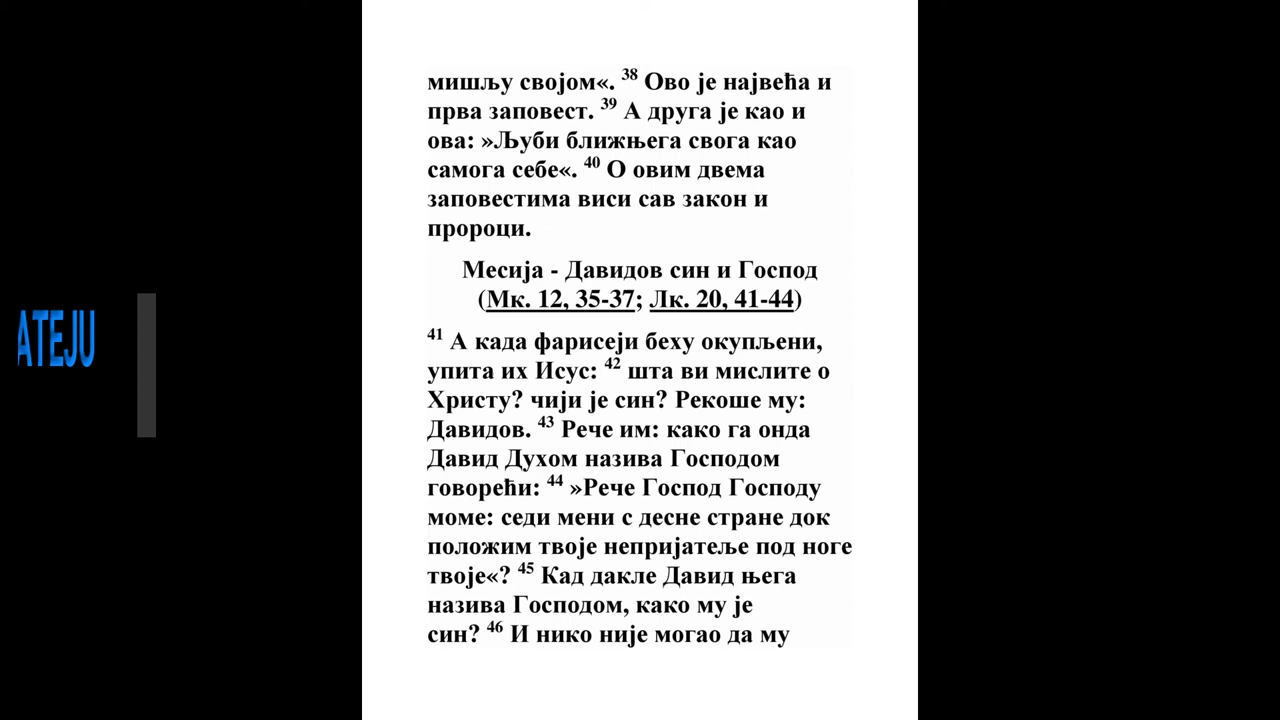 мишљу својом«. 38 Ово је највећа и
прва заповест. 39 А друга је као и
ова: »Љуби ближњега свога као
самога себе«. 40 О овим двема
заповестима виси сав закон и
пророци.
Месија - Давидов син и Господ
(Мк. 12, 35-37; Лк. 20, 41-44)
41 А када фарисеји беху окупљени,
упита их Исус: 42 шта ви мислите о
Христу? чији је син? Рекоше му:
Давидов. 43 Рече им: како га онда
Давид Духом назива Господом
говорећи: 44 »Рече Господ Господу
моме: седи мени с десне стране док
положим твоје непријатеље под ноге
твоје«? 45 Кад дакле Давид њега
назива Господом, како му је
син? 46 И нико није могао да му
ATEJU